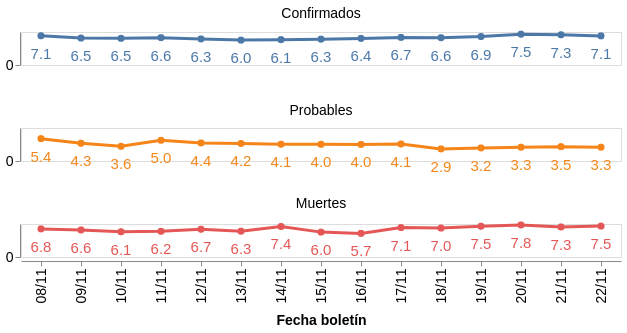 Confirmados
0
7.1 6.5 6.5 6.6 6.3 6.0 6.1 6.3 6.4 6.7 6.6 6.9 7.5 7.3 7.1
Probables
0
5.4 4.3 3.6 5.0 4.4 4.2 4.1 4.0 4.0 4.1 2.9 3.2 3.3 3.5 3.3
Muertes
6.8 6.6 6.1 6.2 6.7 6.3 7.4 6.0 5.7 7.1 7.0 7.5 7.8 7.3 7.5
0
08/11 09/11 10/11 11/11 12/11 13/11 14/11 15/11 16/11 17/11 18/11 19/11 20/11 21/11 22/11
Fecha boletín